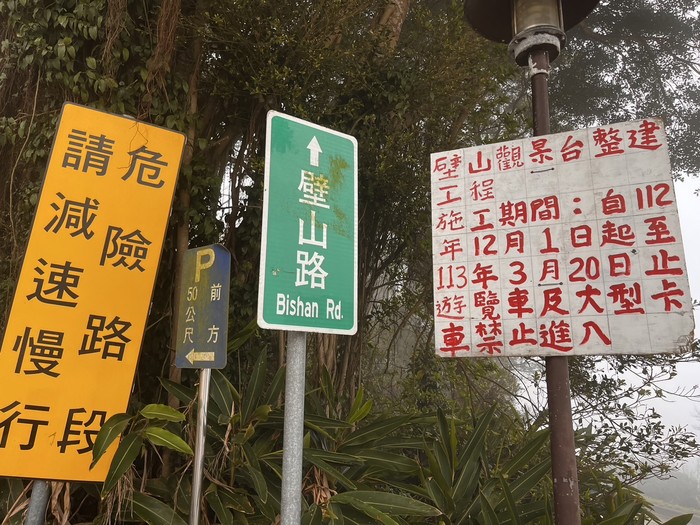 危險路段
請減速慢行
P
前方
50公尺
壁山路
Bishan Rd.
壁山觀景台整建
工程
施工期間:自112
年12月1日起至
113年3月20日止
遊覽車及大型卡
車禁止進入